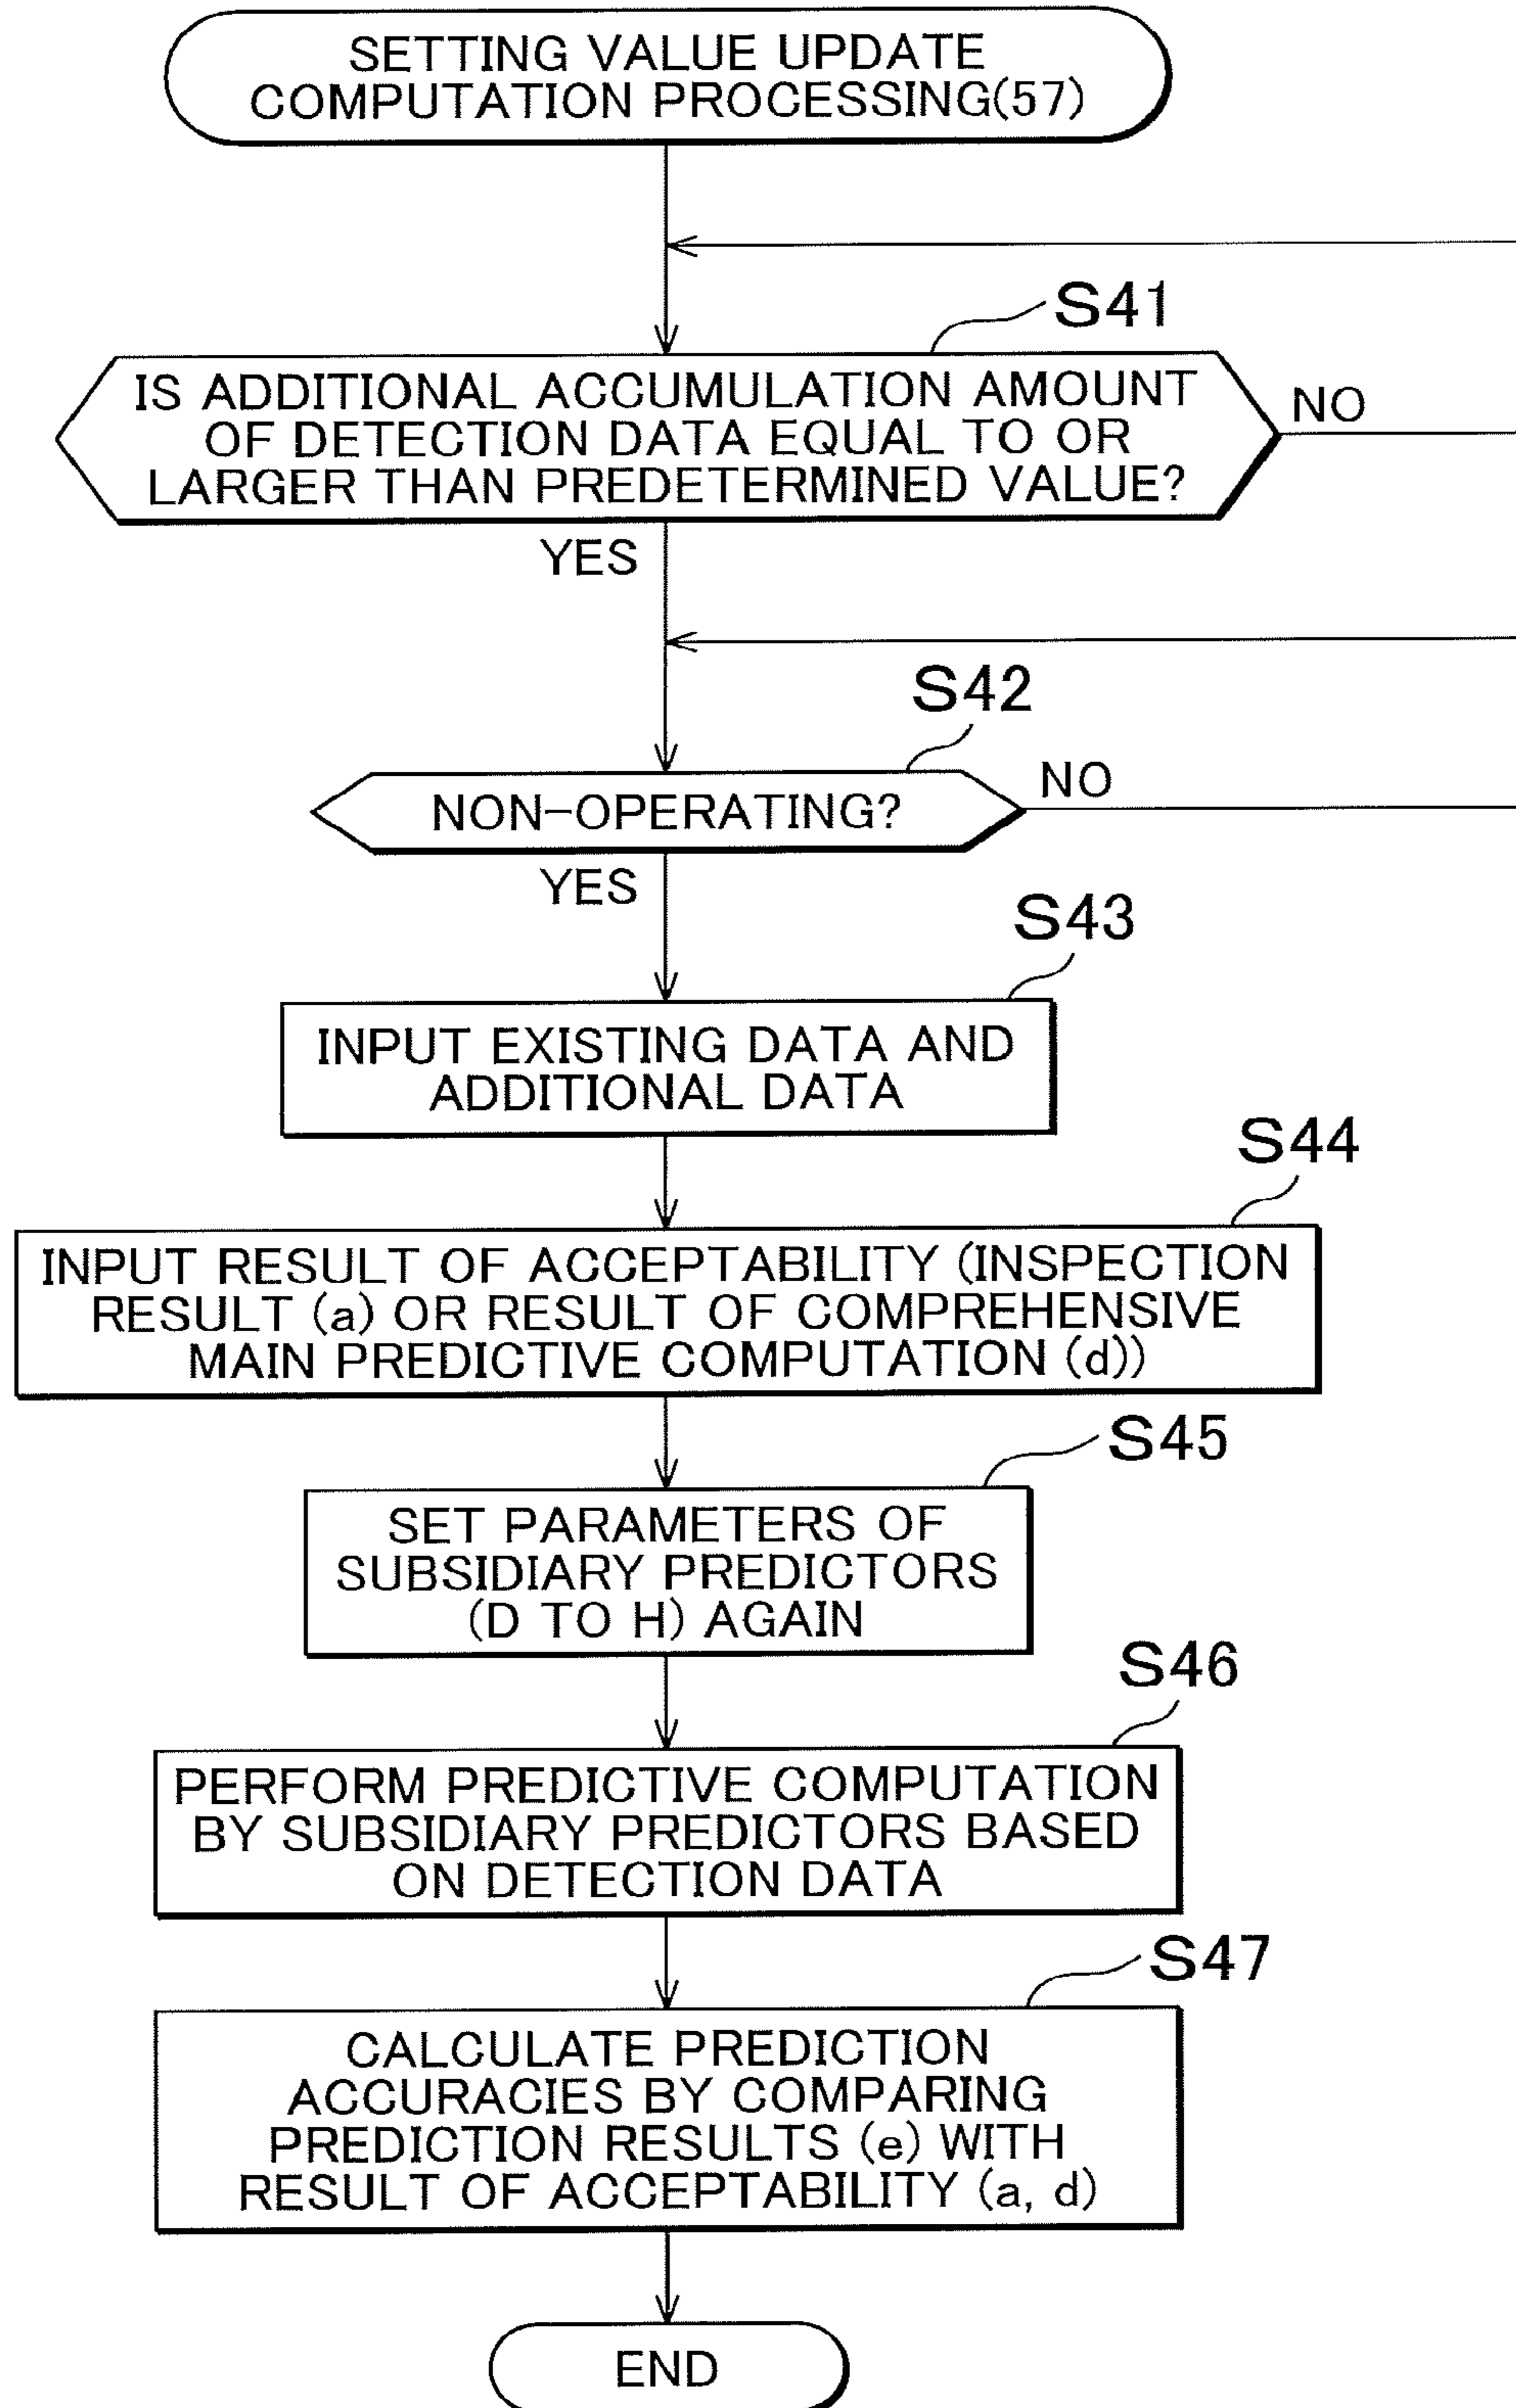 SETTING VALUE UPDATE
COMPUTATION PROCESSING(57)
S41
IS ADDITIONAL ACCUMULATION AMOUNT
OF DETECTION DATA EQUAL TO OR
LARGER THAN PREDETERMINED VALUE?
NO
YES
S42
NON-OPERATING?
NO
YES
S43
INPUT EXISTING DATA AND
ADDITIONAL DATA
S44
INPUT RESULT OF ACCEPTABILITY (INSPECTION
RESULT (a) OR RESULT OF COMPREHENSIVE
MAIN PREDICTIVE COMPUTATION (d))
S45
SET PARAMETERS OF
SUBSIDIARY PREDICTORS
(D TO H) AGAIN
S46
PERFORM PREDICTIVE COMPUTATION
BY SUBSIDIARY PREDICTORS BASED
ON DETECTION DATA
S47
CALCULATE PREDICTION
ACCURACIES BY COMPARING
PREDICTION RESULTS (e) WITH
RESULT OF ACCEPTABILITY (a, d)
END